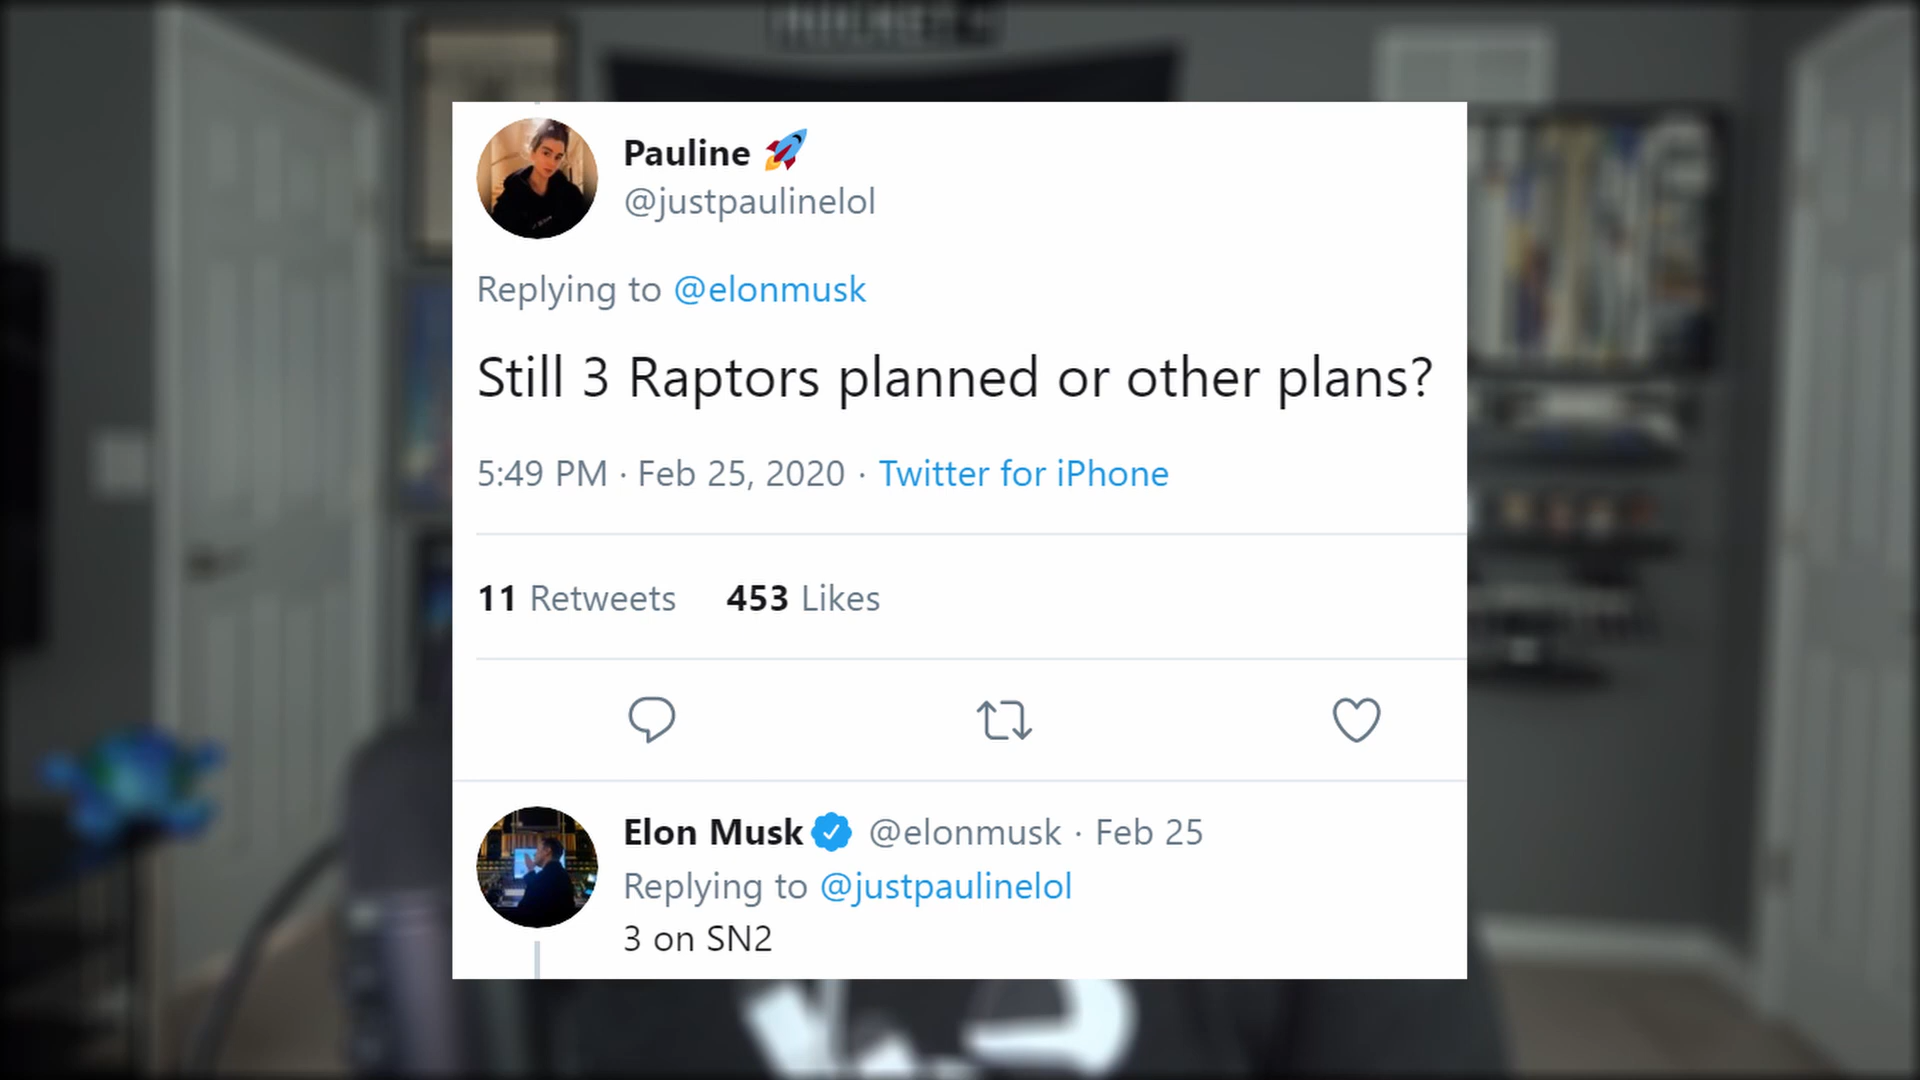 Pauline 🚀
@justpaulinelol
Replying to @elonmusk
Still 3 Raptors planned or other plans?
5:49 PM · Feb 25, 2020 · Twitter for iPhone
11 Retweets 453 Likes
Elon Musk @elonmusk · Feb 25
Replying to @justpaulinelol
3 on SN2